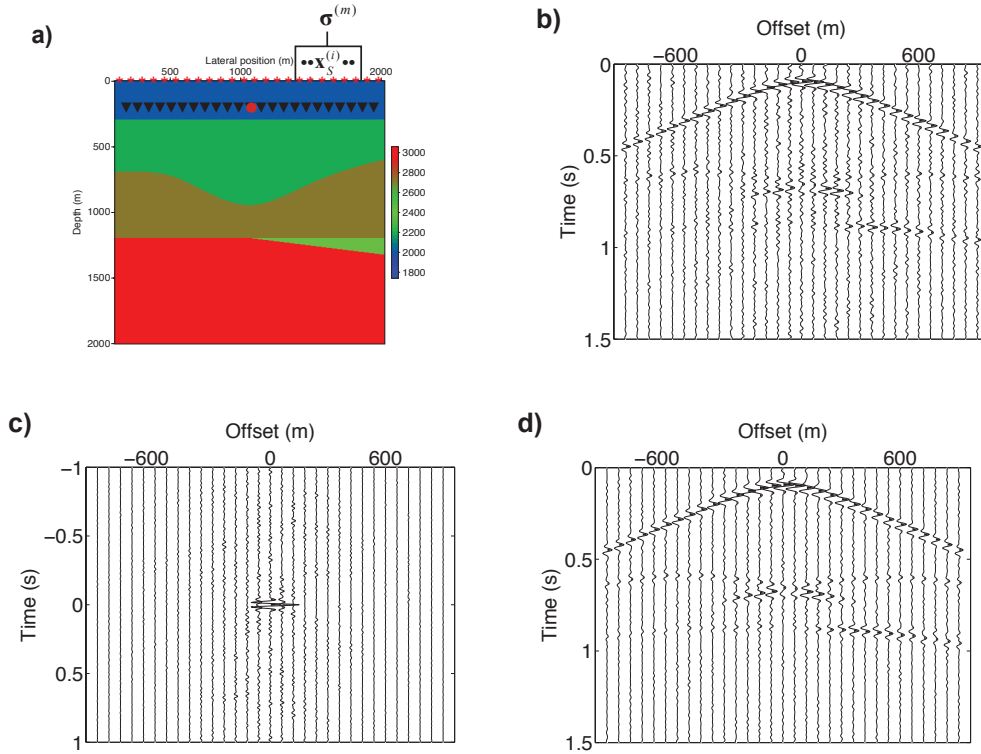 a)
σ^(m)
Lateral position (m)
••x_S^(i)••
0 500 1000 2000
Depth (m)
0
500
1000
1500
2000
3000
2800
2600
2400
2200
2000
1800
b)
Offset (m)
−600 0 600
Time (s)
0
0.5
1
1.5
c)
Offset (m)
−600 0 600
Time (s)
−1
−0.5
0
0.5
1
d)
Offset (m)
−600 0 600
Time (s)
0
0.5
1
1.5